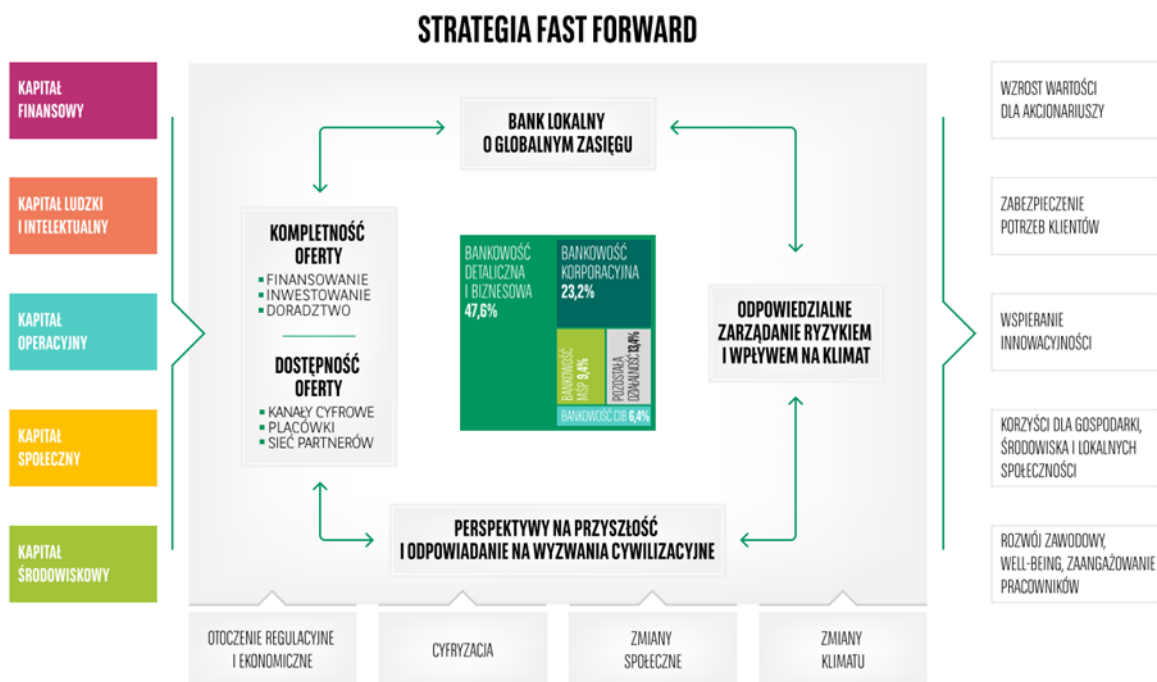 STRATEGIA FAST FORWARD
KAPITAŁ
FINANSOWY
KAPITAŁ LUDZKI
I INTELEKTUALNY
KAPITAŁ
OPERACYJNY
KAPITAŁ
SPOŁECZNY
KAPITAŁ
ŚRODOWISKOWY
BANK LOKALNY
O GLOBALNYM ZASIĘGU
KOMPLETNOŚĆ
OFERTY
FINANSOWANIE
INWESTOWANIE
DORADZTWO
DOSTĘPNOŚĆ
OFERTY
KANAŁY CYFROWE
PLACÓWKI
SIEĆ PARTNERÓW
BANKOWOŚĆ
DETALICZNA
I BIZNESOWA
47,6%
BANKOWOŚĆ
KORPORACYJNA
23,2%
BANKOWOŚĆ
MŚP 9,4%
POZOSTAŁA
DZIAŁALNOŚĆ 13,4%
BANKOWOŚĆ CIB 6,4%
ODPOWIEDZIALNE
ZARZĄDANIE RYZYKIEM
I WPŁYWEM NA KLIMAT
PERSPEKTYWY NA PRZYSZŁOŚĆ
I ODPOWIADANIE NA WYZWANIA CYWILIZACYJNE
OTOCZENIE REGULACYJNE
I EKONOMICZNE
CYFRYZACJA
ZMIANY
SPOŁECZNE
ZMIANY
KLIMATU
WZROST WARTOŚCI
DLA AKCJONARIUSZY
ZABEZPIECZENIE
POTRZEB KLIENTÓW
WSPIERANIE
INNOWACYJNOŚCI
KORZYŚCI DLA GOSPODARKI,
ŚRODOWISKA I LOKALNYCH
SPOŁECZNOŚCI
ROZWÓJ ZAWODOWY,
WELL-BEING, ZAANGAŻOWANIE
PRACOWNIKÓW